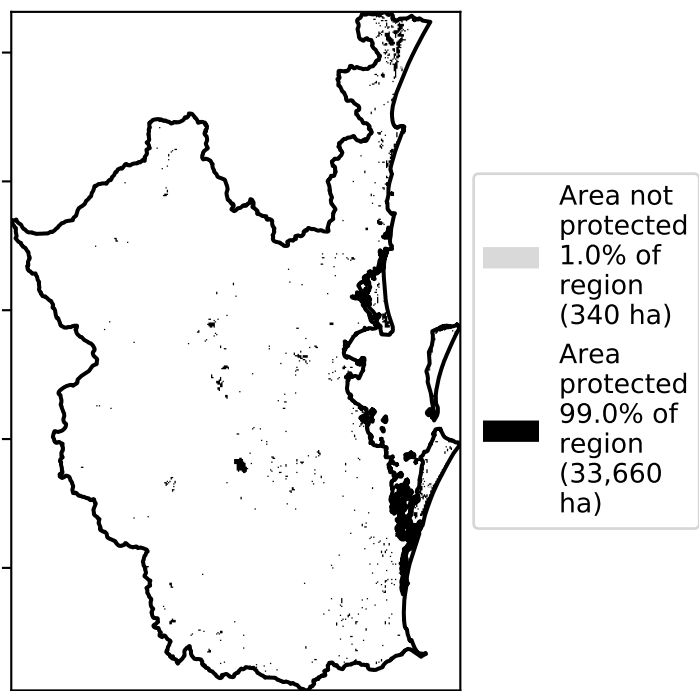 Area not
protected
1.0% of
region
(340 ha)
Area
protected
99.0% of
region
(33,660
ha)